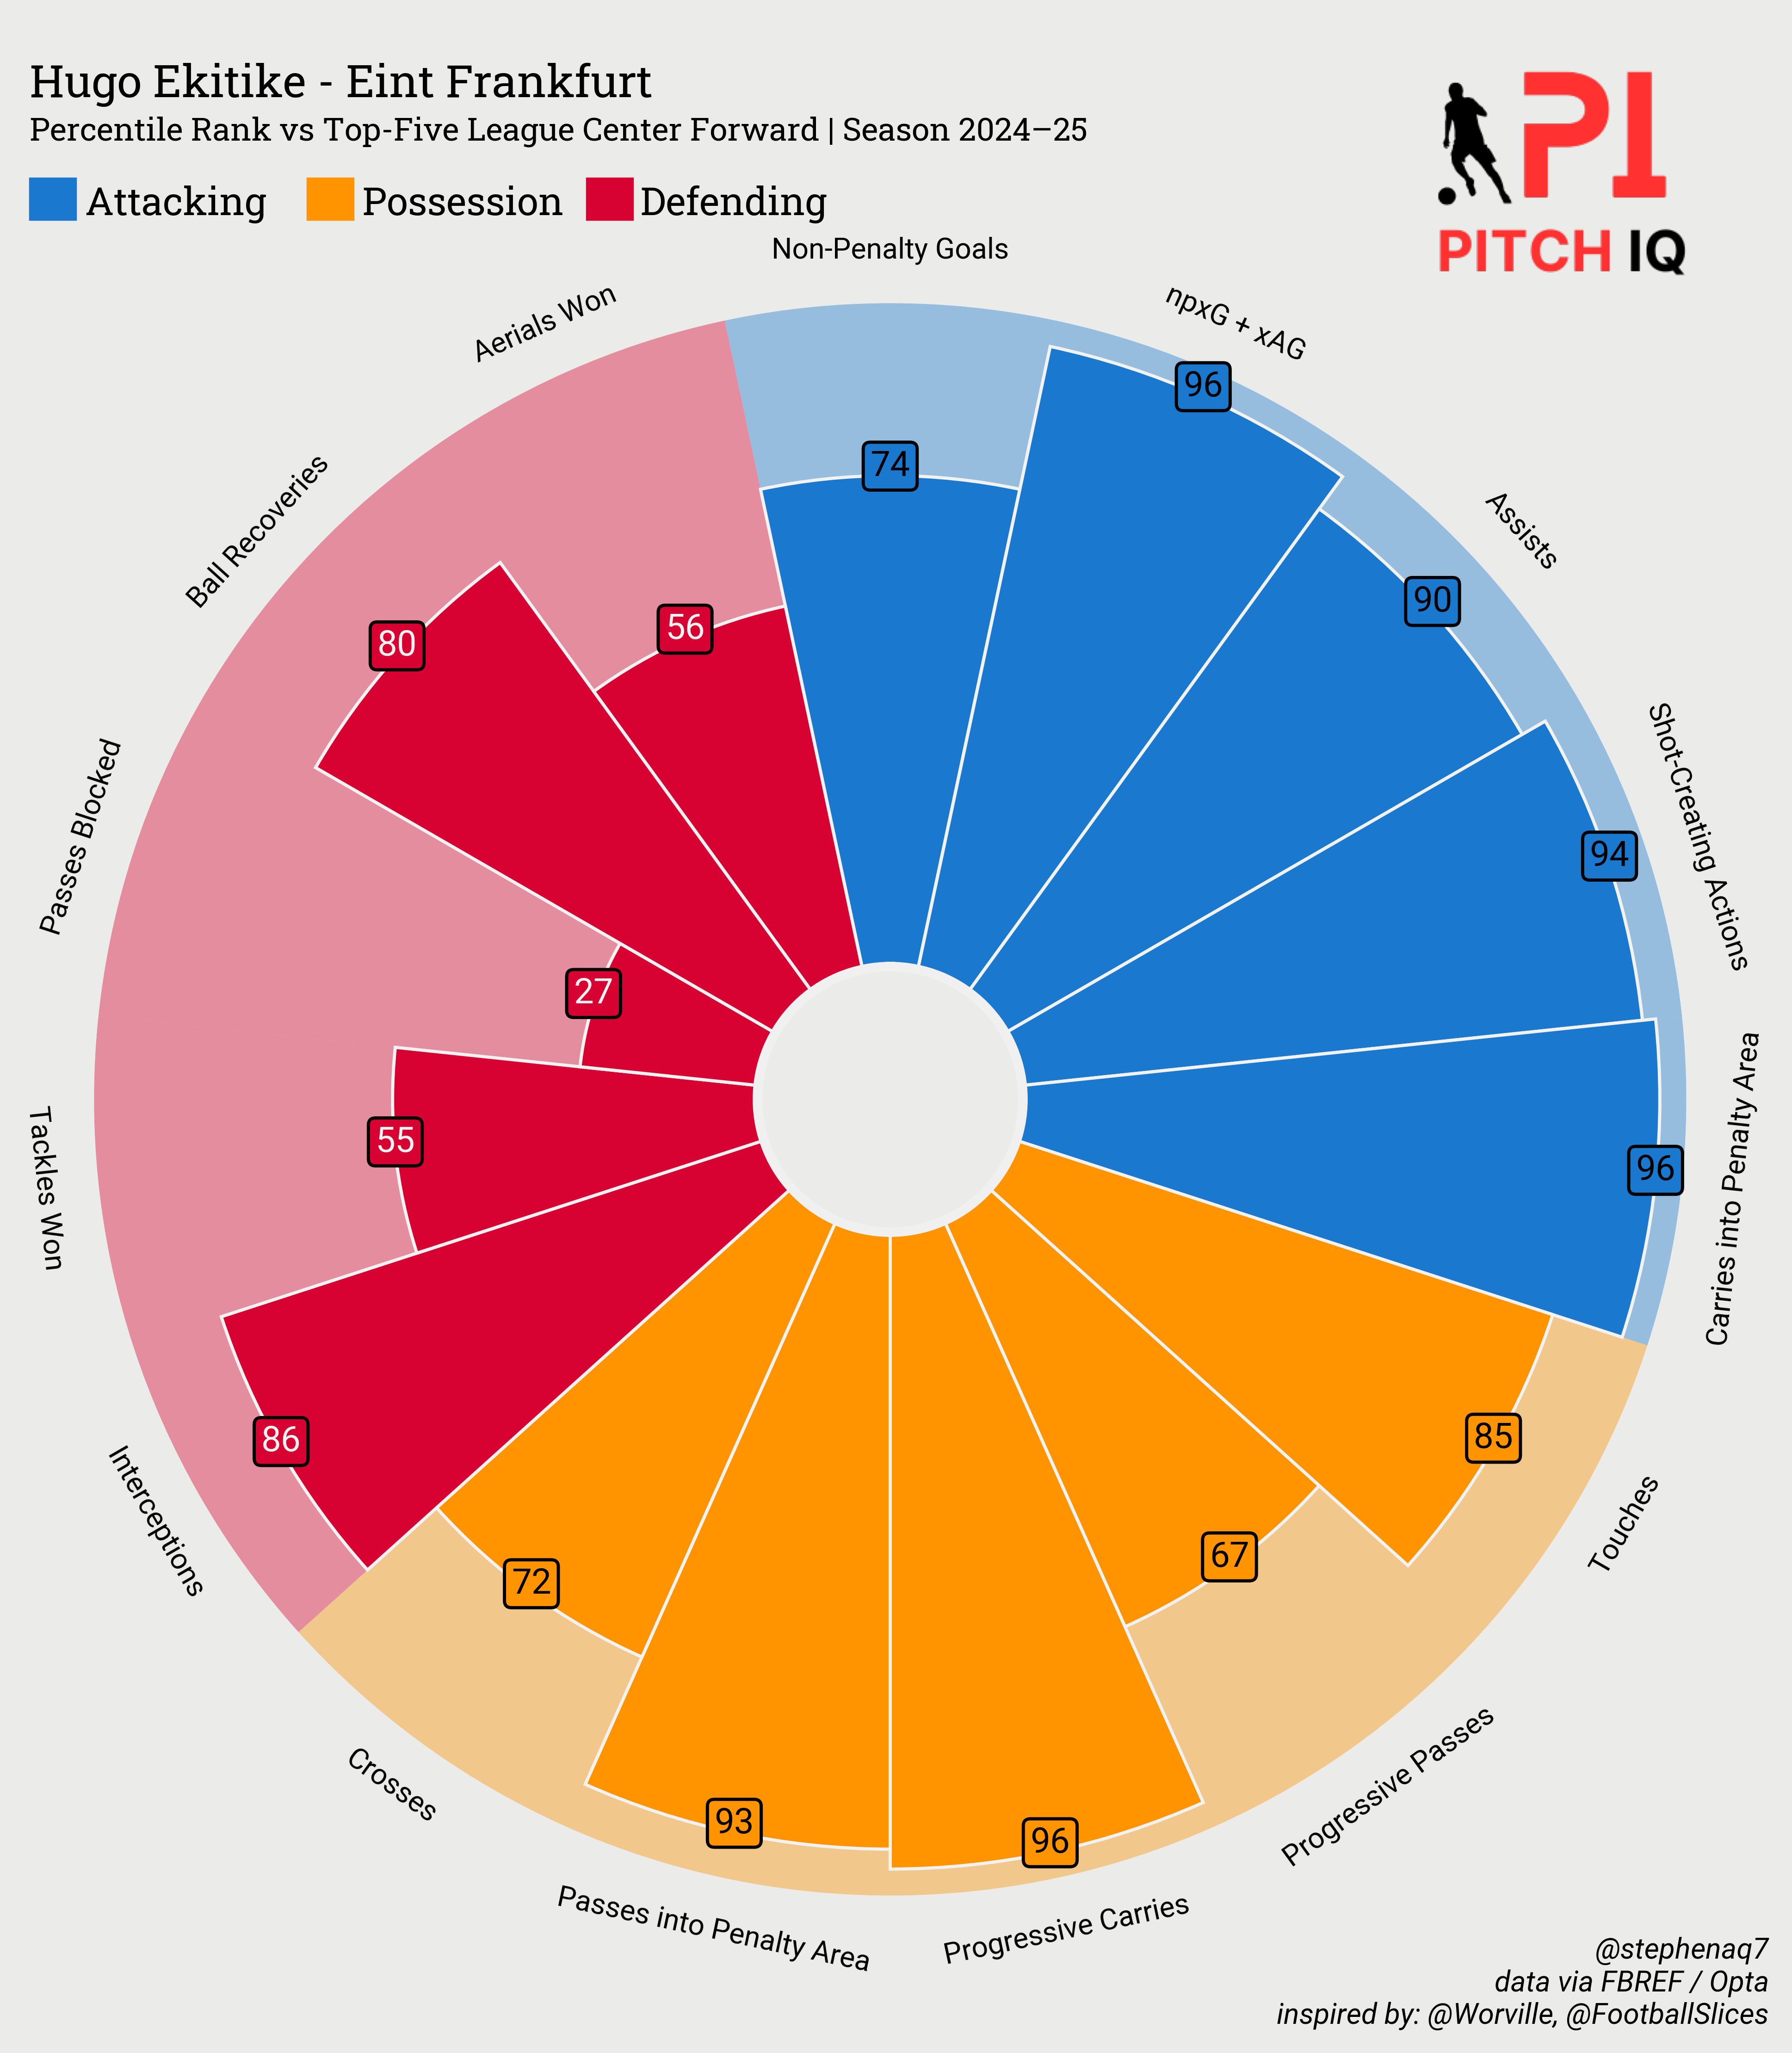 Hugo Ekitike - Eint Frankfurt
Percentile Rank vs Top-Five League Center Forward | Season 2024–25
Attacking Possession Defending
PI
PITCH IQ
Non-Penalty Goals
74
npxG + xAG
96
Assists
90
Shot-Creating Actions
94
Carries into Penalty Area
96
Touches
85
Progressive Passes
67
Progressive Carries
96
Passes into Penalty Area
93
Crosses
72
Interceptions
86
Tackles Won
55
Passes Blocked
27
Ball Recoveries
80
Aerials Won
56
@stephenaq7
data via FBREF / Opta
inspired by: @Worville, @FootballSlices